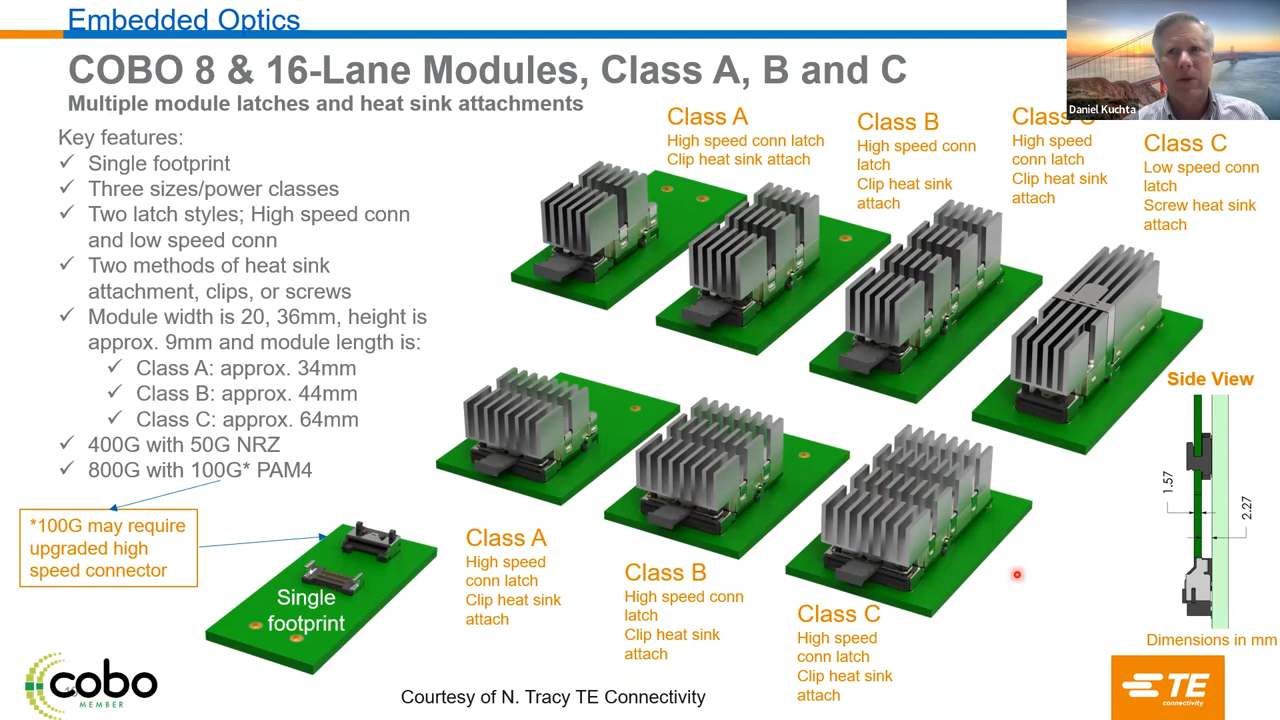 Embedded Optics
COBO 8 & 16-Lane Modules, Class A, B and C
Multiple module latches and heat sink attachments
Key features:
✓ Single footprint
✓ Three sizes/power classes
✓ Two latch styles; High speed conn
and low speed conn
✓ Two methods of heat sink
attachment, clips, or screws
✓ Module width is 20, 36mm, height is
approx. 9mm and module length is:
✓ Class A: approx. 34mm
✓ Class B: approx. 44mm
✓ Class C: approx. 64mm
✓ 400G with 50G NRZ
✓ 800G with 100G* PAM4
*100G may require
upgraded high
speed connector
Single
footprint
Class A
High speed conn latch
Clip heat sink attach
Class B
High speed conn
latch
Clip heat sink
attach
Class
High speed
conn latch
Clip heat sink
attach
Class C
Low speed conn
latch
Screw heat sink
attach
Daniel Kuchta
Class A
High speed
conn latch
Clip heat sink
attach
Class B
High speed conn
latch
Clip heat sink
attach
Class C
High speed
conn latch
Clip heat sink
attach
Side View
1.57
2.27
Dimensions in mm
cobo
MEMBER
Courtesy of N. Tracy TE Connectivity
TE
connectivity